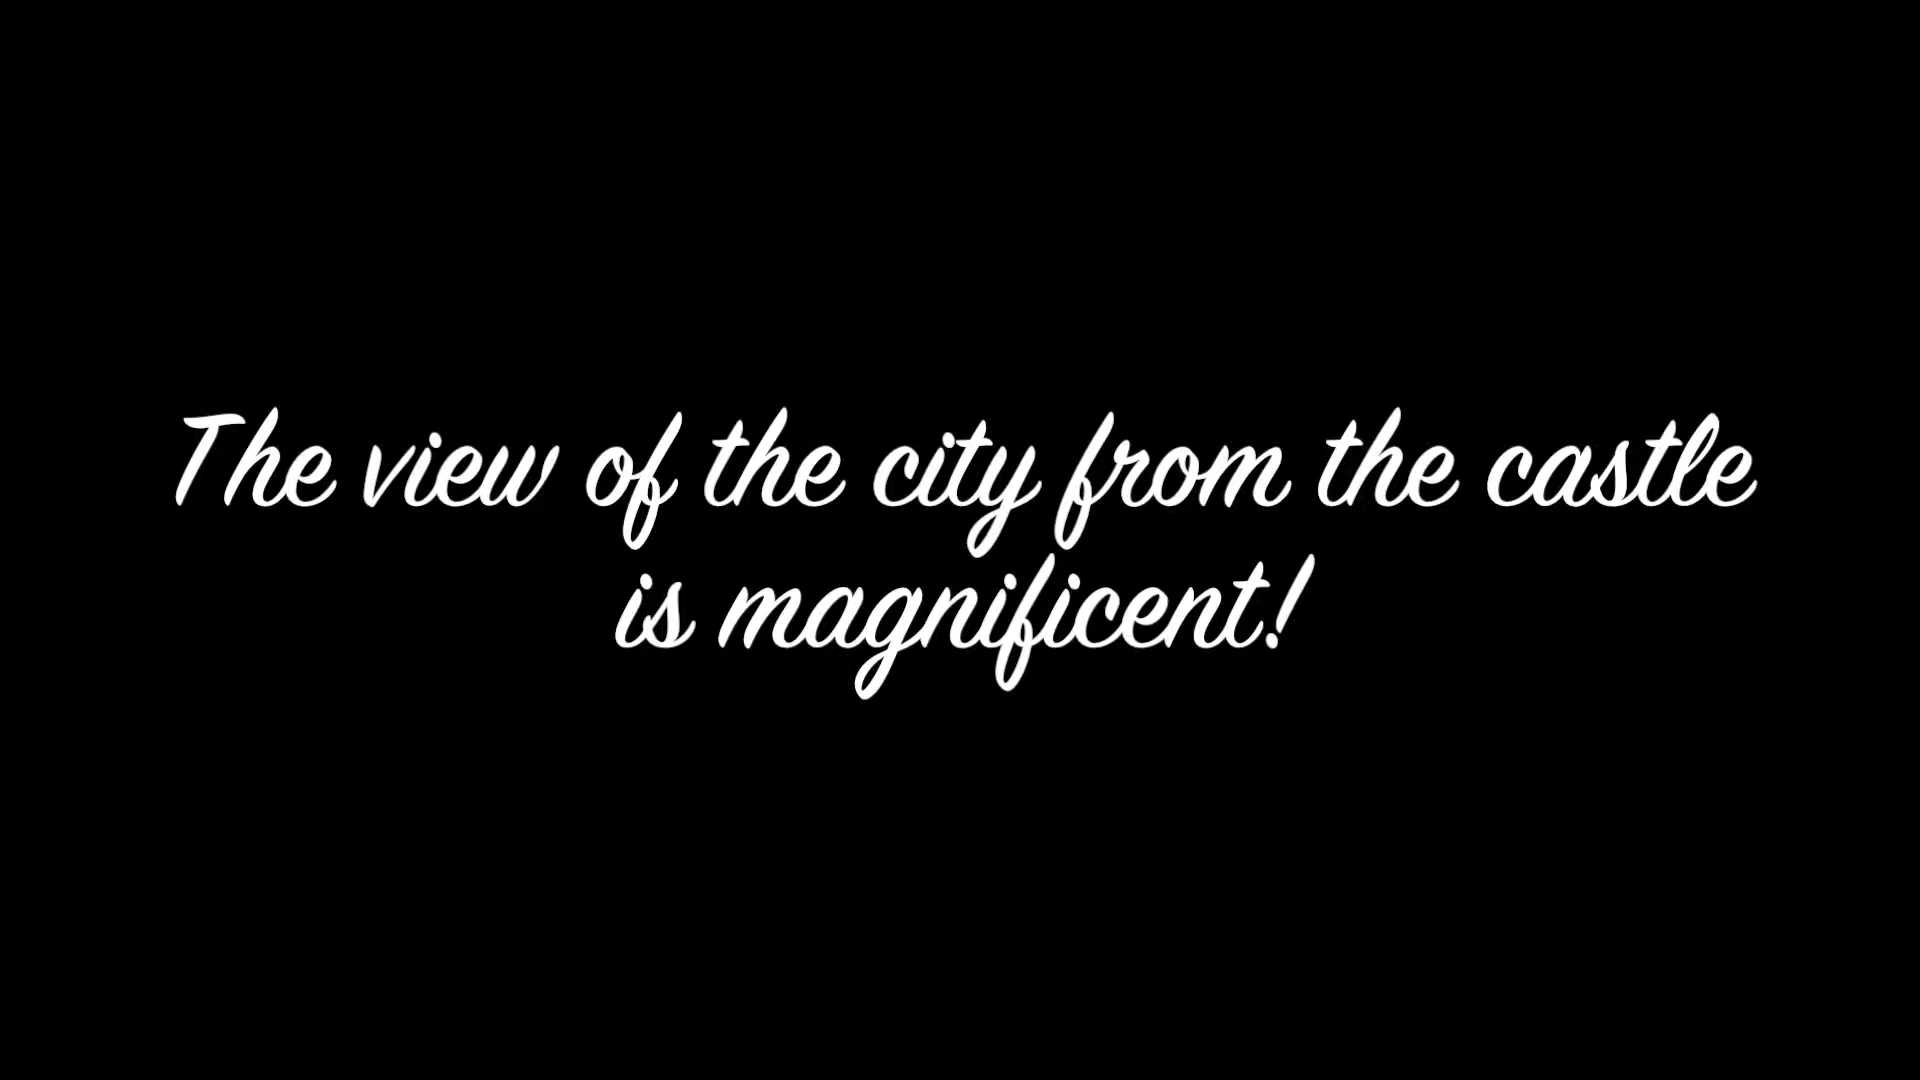 The view of the city from the castle
is magnificent!